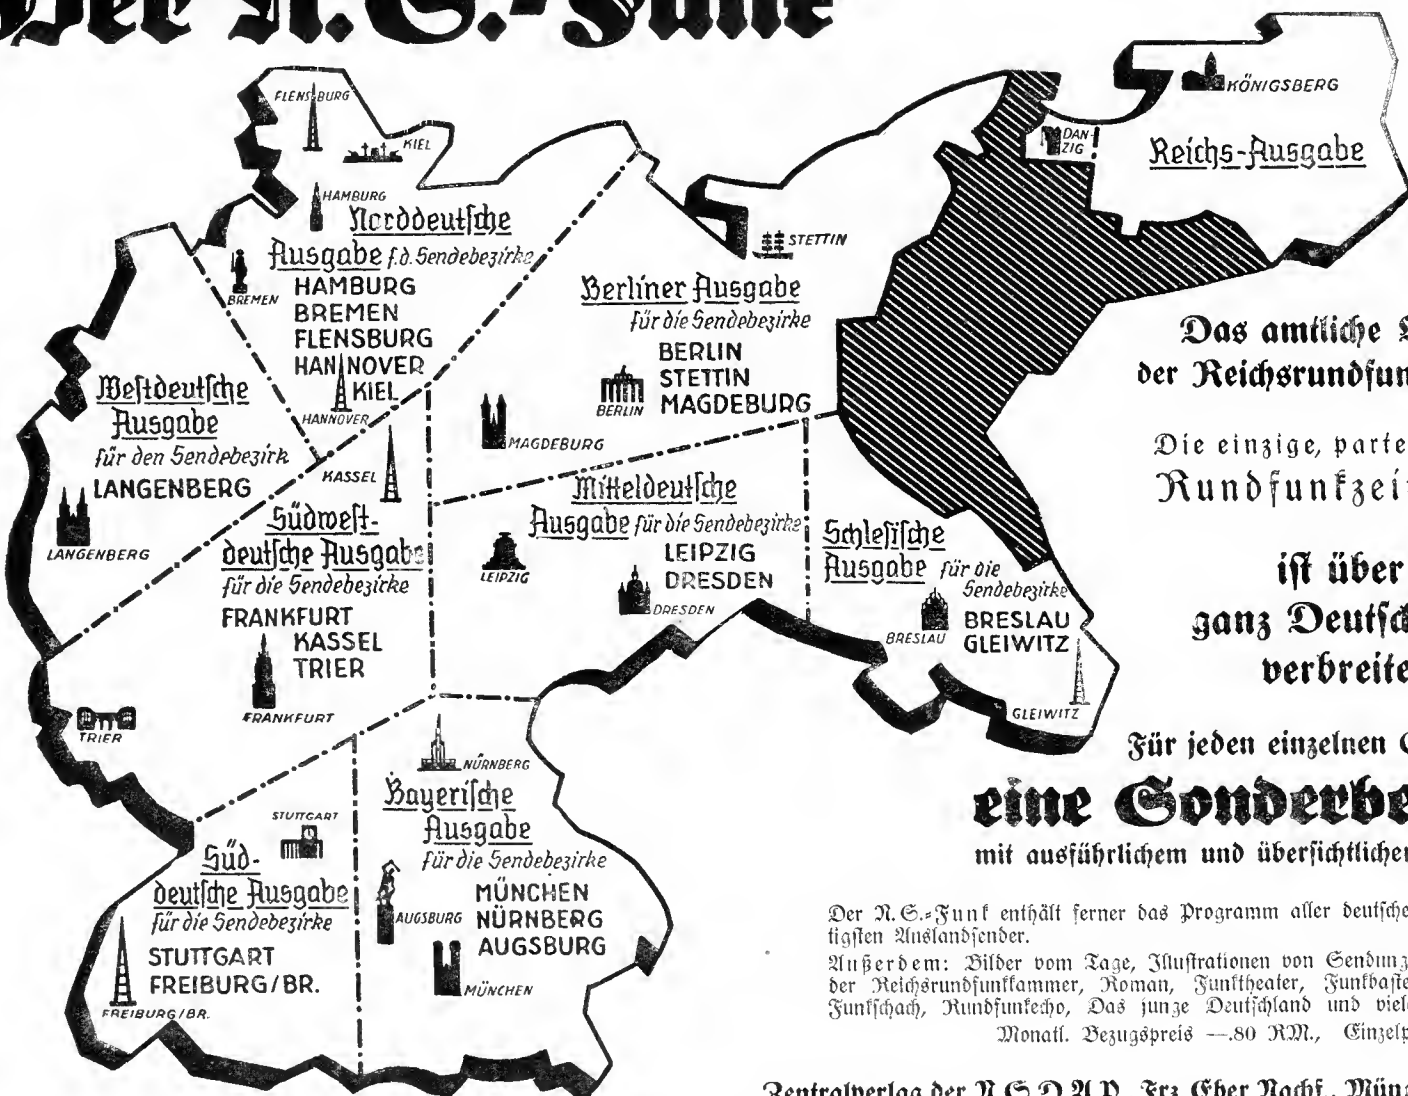 Der N.S.-Funk
FLENSBURG
KIEL
HAMBURG
Norddeutsche
Ausgabe f.d. Sendebezirke
HAMBURG
BREMEN
FLENSBURG
HANNOVER
KIEL
BREMEN
HANNOVER
KÖNIGSBERG
DAN-
ZIG
Reichs-Ausgabe
STETTIN
Berliner Ausgabe
für die Sendebezirke
BERLIN
STETTIN
MAGDEBURG
BERLIN
MAGDEBURG
Westdeutsche
Ausgabe
für den Sendebezirk
LANGENBERG
LANGENBERG
KASSEL
Südwest-
deutsche Ausgabe
für die Sendebezirke
FRANKFURT
KASSEL
TRIER
FRANKFURT
TRIER
Mitteldeutsche
Ausgabe für die Sendebezirke
LEIPZIG
DRESDEN
LEIPZIG
DRESDEN
Schlesische
Ausgabe für die
Sendebezirke
BRESLAU
GLEIWITZ
BRESLAU
GLEIWITZ
NÜRNBERG
Bayerische
Ausgabe
für die Sendebezirke
MÜNCHEN
NÜRNBERG
AUGSBURG
AUGSBURG
MÜNCHEN
STUTTGART
Süd-
deutsche Ausgabe
für die Sendebezirke
STUTTGART
FREIBURG/BR.
FREIBURG/BR.
Das amtliche
der Reichsrundfun
Die einzige, parte
Rundfunkzei
ist über
ganz Deutsch
verbreite
Für jeden einzelnen
eine Sonderbe
mit ausführlichem und übersichtlicher
Der N.S.-Funk enthält ferner das Programm aller deutsche
tigsten Auslandsender.
Außerdem: Bilder vom Tage, Illustrationen von Sendung
der Reichsrundfunkkammer, Roman, Funktheater, Funkbaste
Funkschach, Rundfunkecho, Das junge Deutschland und viel
Monatl. Bezugspreis —.80 RM., Einzelp
Zentralverlag der N.S.D.A.P. Frz. Eher Nachf., Mün